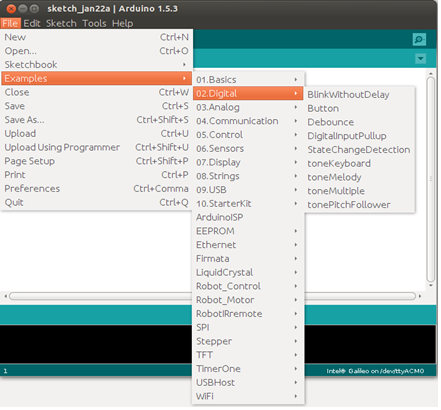 sketch_jan22a | Arduino 1.5.3
File Edit Sketch Tools Help
New Ctrl+N
Open... Ctrl+O
Sketchbook
Examples
Close Ctrl+W
Save Ctrl+S
Save As... Ctrl+Shift+S
Upload Ctrl+U
Upload Using Programmer Ctrl+Shift+U
Page Setup Ctrl+Shift+P
Print Ctrl+P
Preferences Ctrl+Comma
Quit Ctrl+Q
01.Basics
02.Digital
03.Analog
04.Communication
05.Control
06.Sensors
07.Display
08.Strings
09.USB
10.StarterKit
ArduinoISP
EEPROM
Ethernet
Firmata
LiquidCrystal
Robot_Control
Robot_Motor
RobotIRremote
SPI
Stepper
TFT
TimerOne
USBHost
WiFi
BlinkWithoutDelay
Button
Debounce
DigitalInputPullup
StateChangeDetection
toneKeyboard
toneMelody
toneMultiple
tonePitchFollower
1 Intel® Galileo on /dev/ttyACM0